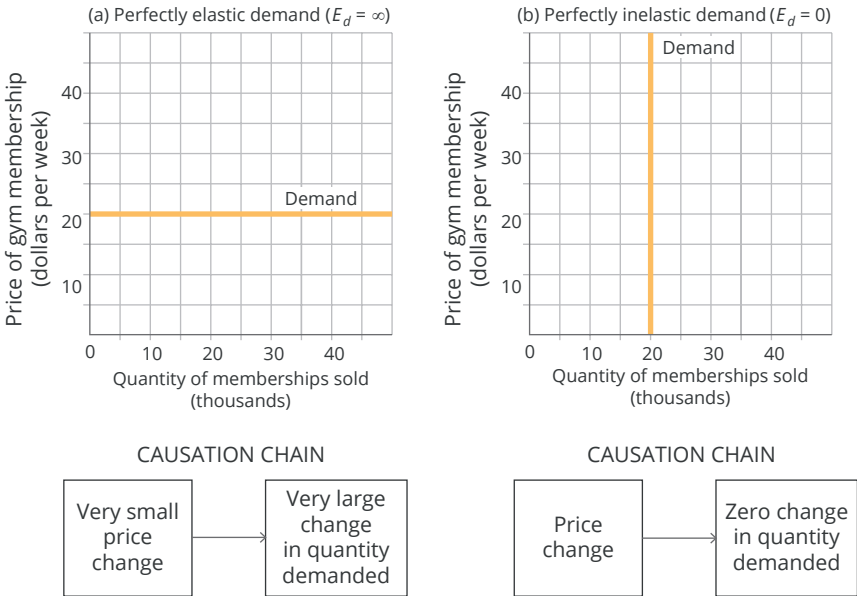 (a) Perfectly elastic demand (Ed = ∞)
Price of gym membership
(dollars per week)
40
30
20
10
Demand
0 10 20 30 40
Quantity of memberships sold
(thousands)
CAUSATION CHAIN
Very small
price
change
Very large
change
in quantity
demanded
(b) Perfectly inelastic demand (Ed = 0)
Price of gym membership
(dollars per week)
40
30
20
10
Demand
0 10 20 30 40
Quantity of memberships sold
(thousands)
CAUSATION CHAIN
Price
change
Zero change
in quantity
demanded